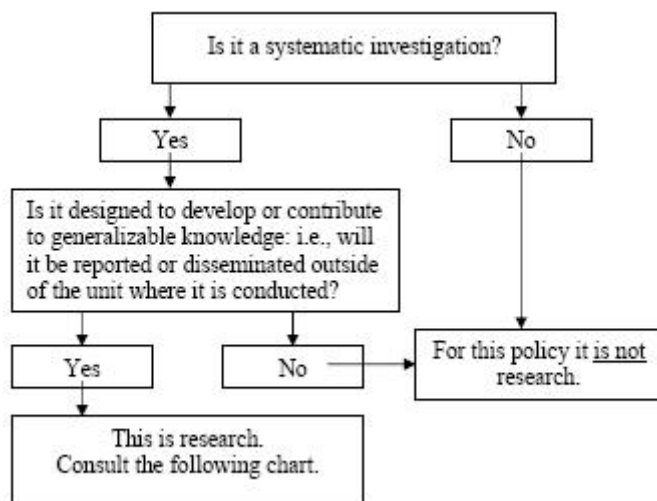 Is it a systematic investigation?
Yes
No
Is it designed to develop or contribute
to generalizable knowledge: i.e., will
it be reported or disseminated outside
of the unit where it is conducted?
Yes
No
For this policy it is not
research.
This is research.
Consult the following chart.